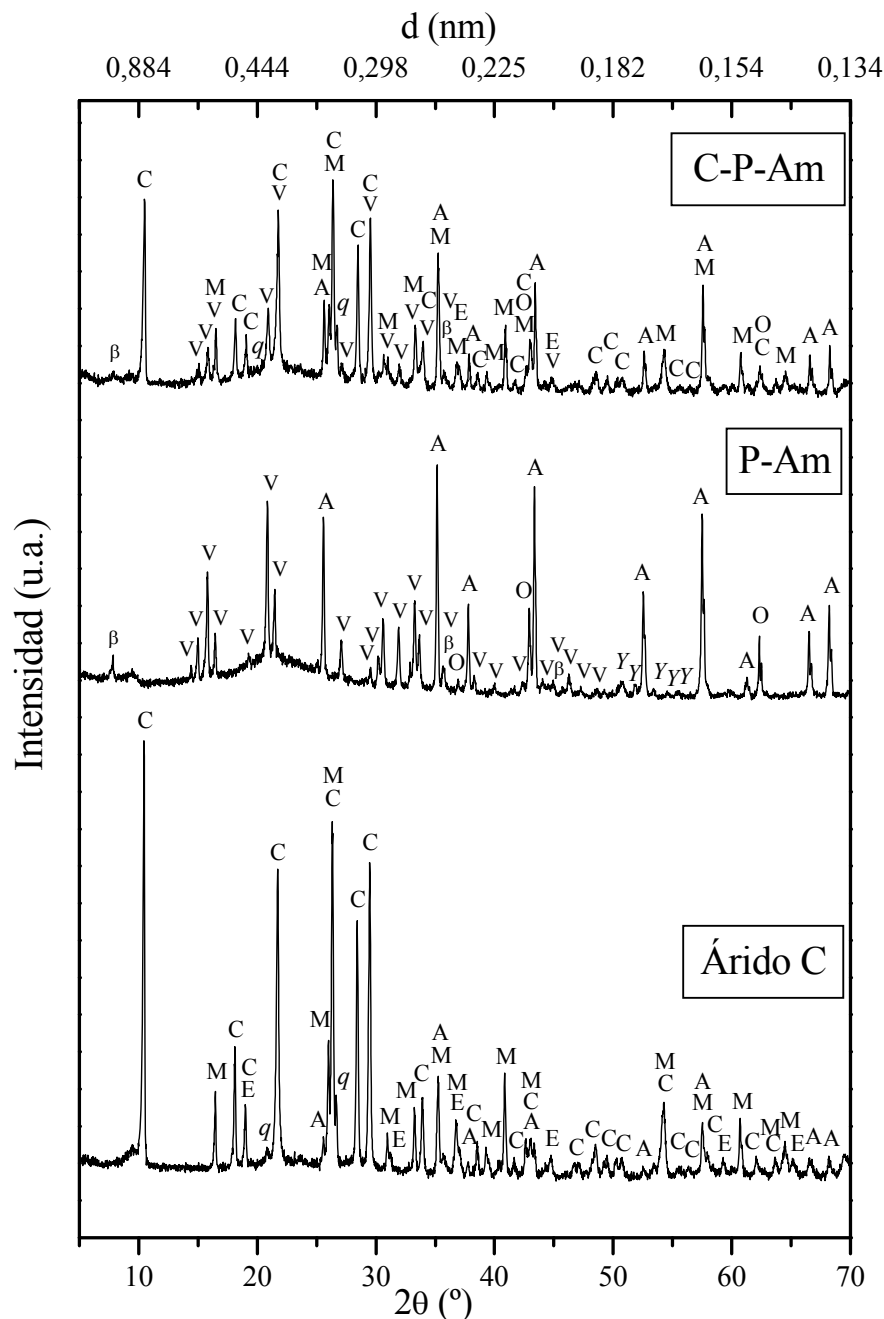 d (nm)
0,884 0,444 0,298 0,225 0,182 0,154 0,134
C-P-Am
C
C
V
C
M
C
C
V
A
M
A
A
M
β
V
V
M
V
C
C
q
V
M
A
q
V
M
V
V
M
V
C
V
V
β
E
M
A
C
M
M
C
C
O
M
E
V
C
C
C
A
M
C
C
M
O
C
M
A
A
P-Am
β
V
V
V
V
V
V
V
A
V
V
V
V
V
V
V
A
V
β
O
A
V
V
V
O
A
V
V
β
V
V
V
Y
Y
A
Y
Y
Y
A
A
O
A
A
Árido C
C
M
C
C
E
q
C
A
M
M
C
q
C
C
M
E
M
C
A
M
M
E
A
C
M
M
C
M
C
A
E
C
C
C
A
M
C
C
C
A
M
C
E
M
C
M
C
M
E
A
A
Intensidad (u.a.)
10 20 30 40 50 60 70
2θ (º)